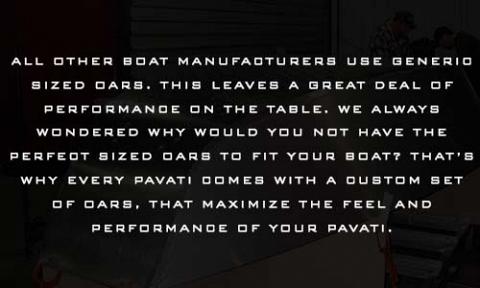 ALL OTHER BOAT MANUFACTURERS USE GENERIC
SIZED OARS. THIS LEAVES A GREAT DEAL OF
PERFORMANCE ON THE TABLE. WE ALWAYS
WONDERED WHY WOULD YOU NOT HAVE THE
PERFECT SIZED OARS TO FIT YOUR BOAT? THAT'S
WHY EVERY PAVATI COMES WITH A CUSTOM SET
OF OARS, THAT MAXIMIZE THE FEEL AND
PERFORMANCE OF YOUR PAVATI.